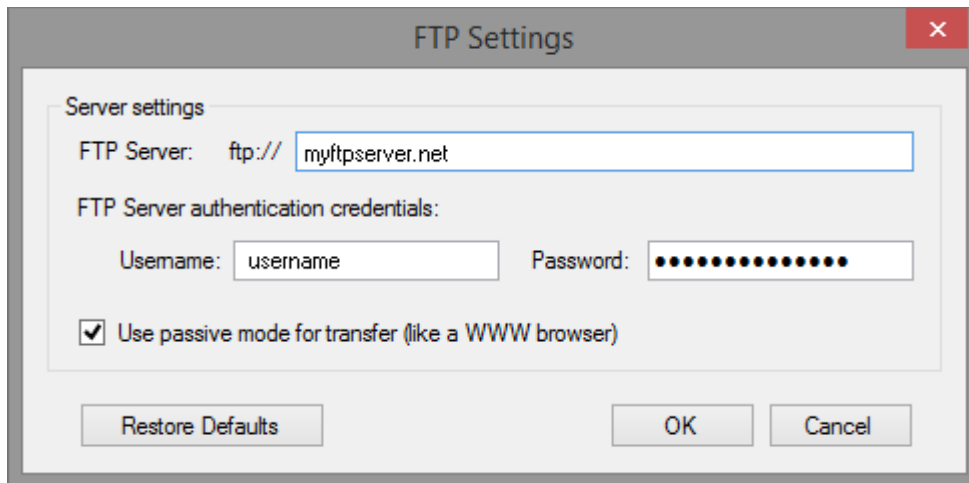 FTP Settings
Server settings
FTP Server: ftp:// myftpserver.net
FTP Server authentication credentials:
Username: username Password: ●●●●●●●●●●●●●●
Use passive mode for transfer (like a WWW browser)
Restore Defaults OK Cancel